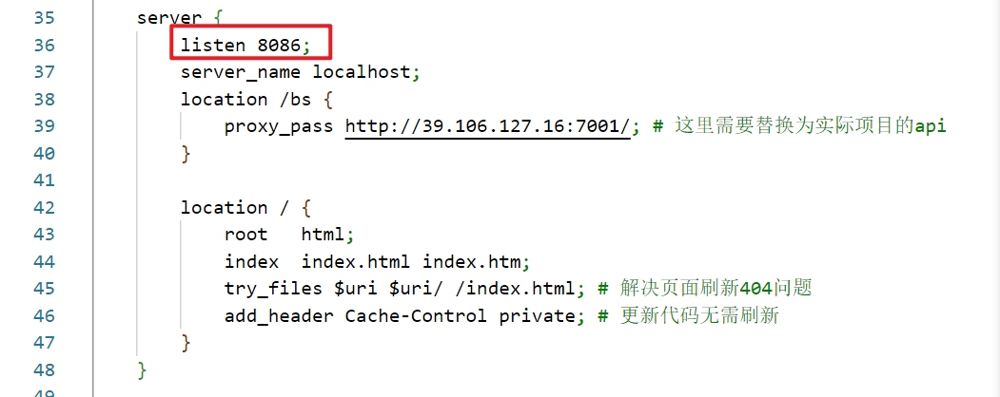 35 server {
36 listen 8086;
37 server_name localhost;
38 location /bs {
39 proxy_pass http://39.106.127.16:7001/; # 这里需要替换为实际项目的api
40 }
41
42 location / {
43 root html;
44 index index.html index.htm;
45 try_files $uri $uri/ /index.html; # 解决页面刷新404问题
46 add_header Cache-Control private; # 更新代码无需刷新
47 }
48 }
49